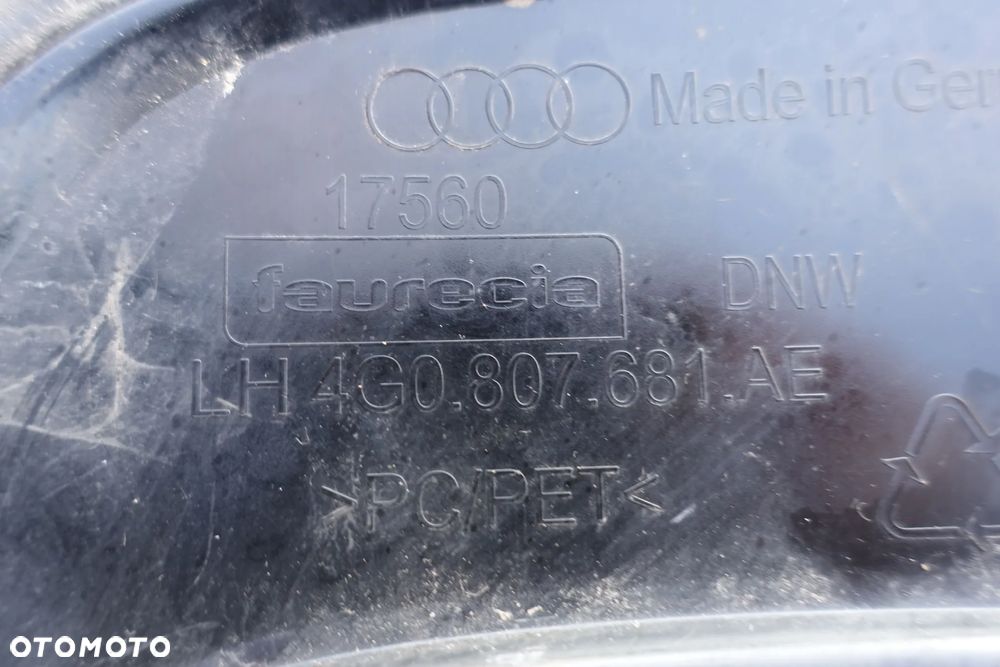 Made in Ger
17560
faurecia DNW
LH 4G0.807.681.AE
>PC/PET<
OTOMOTO